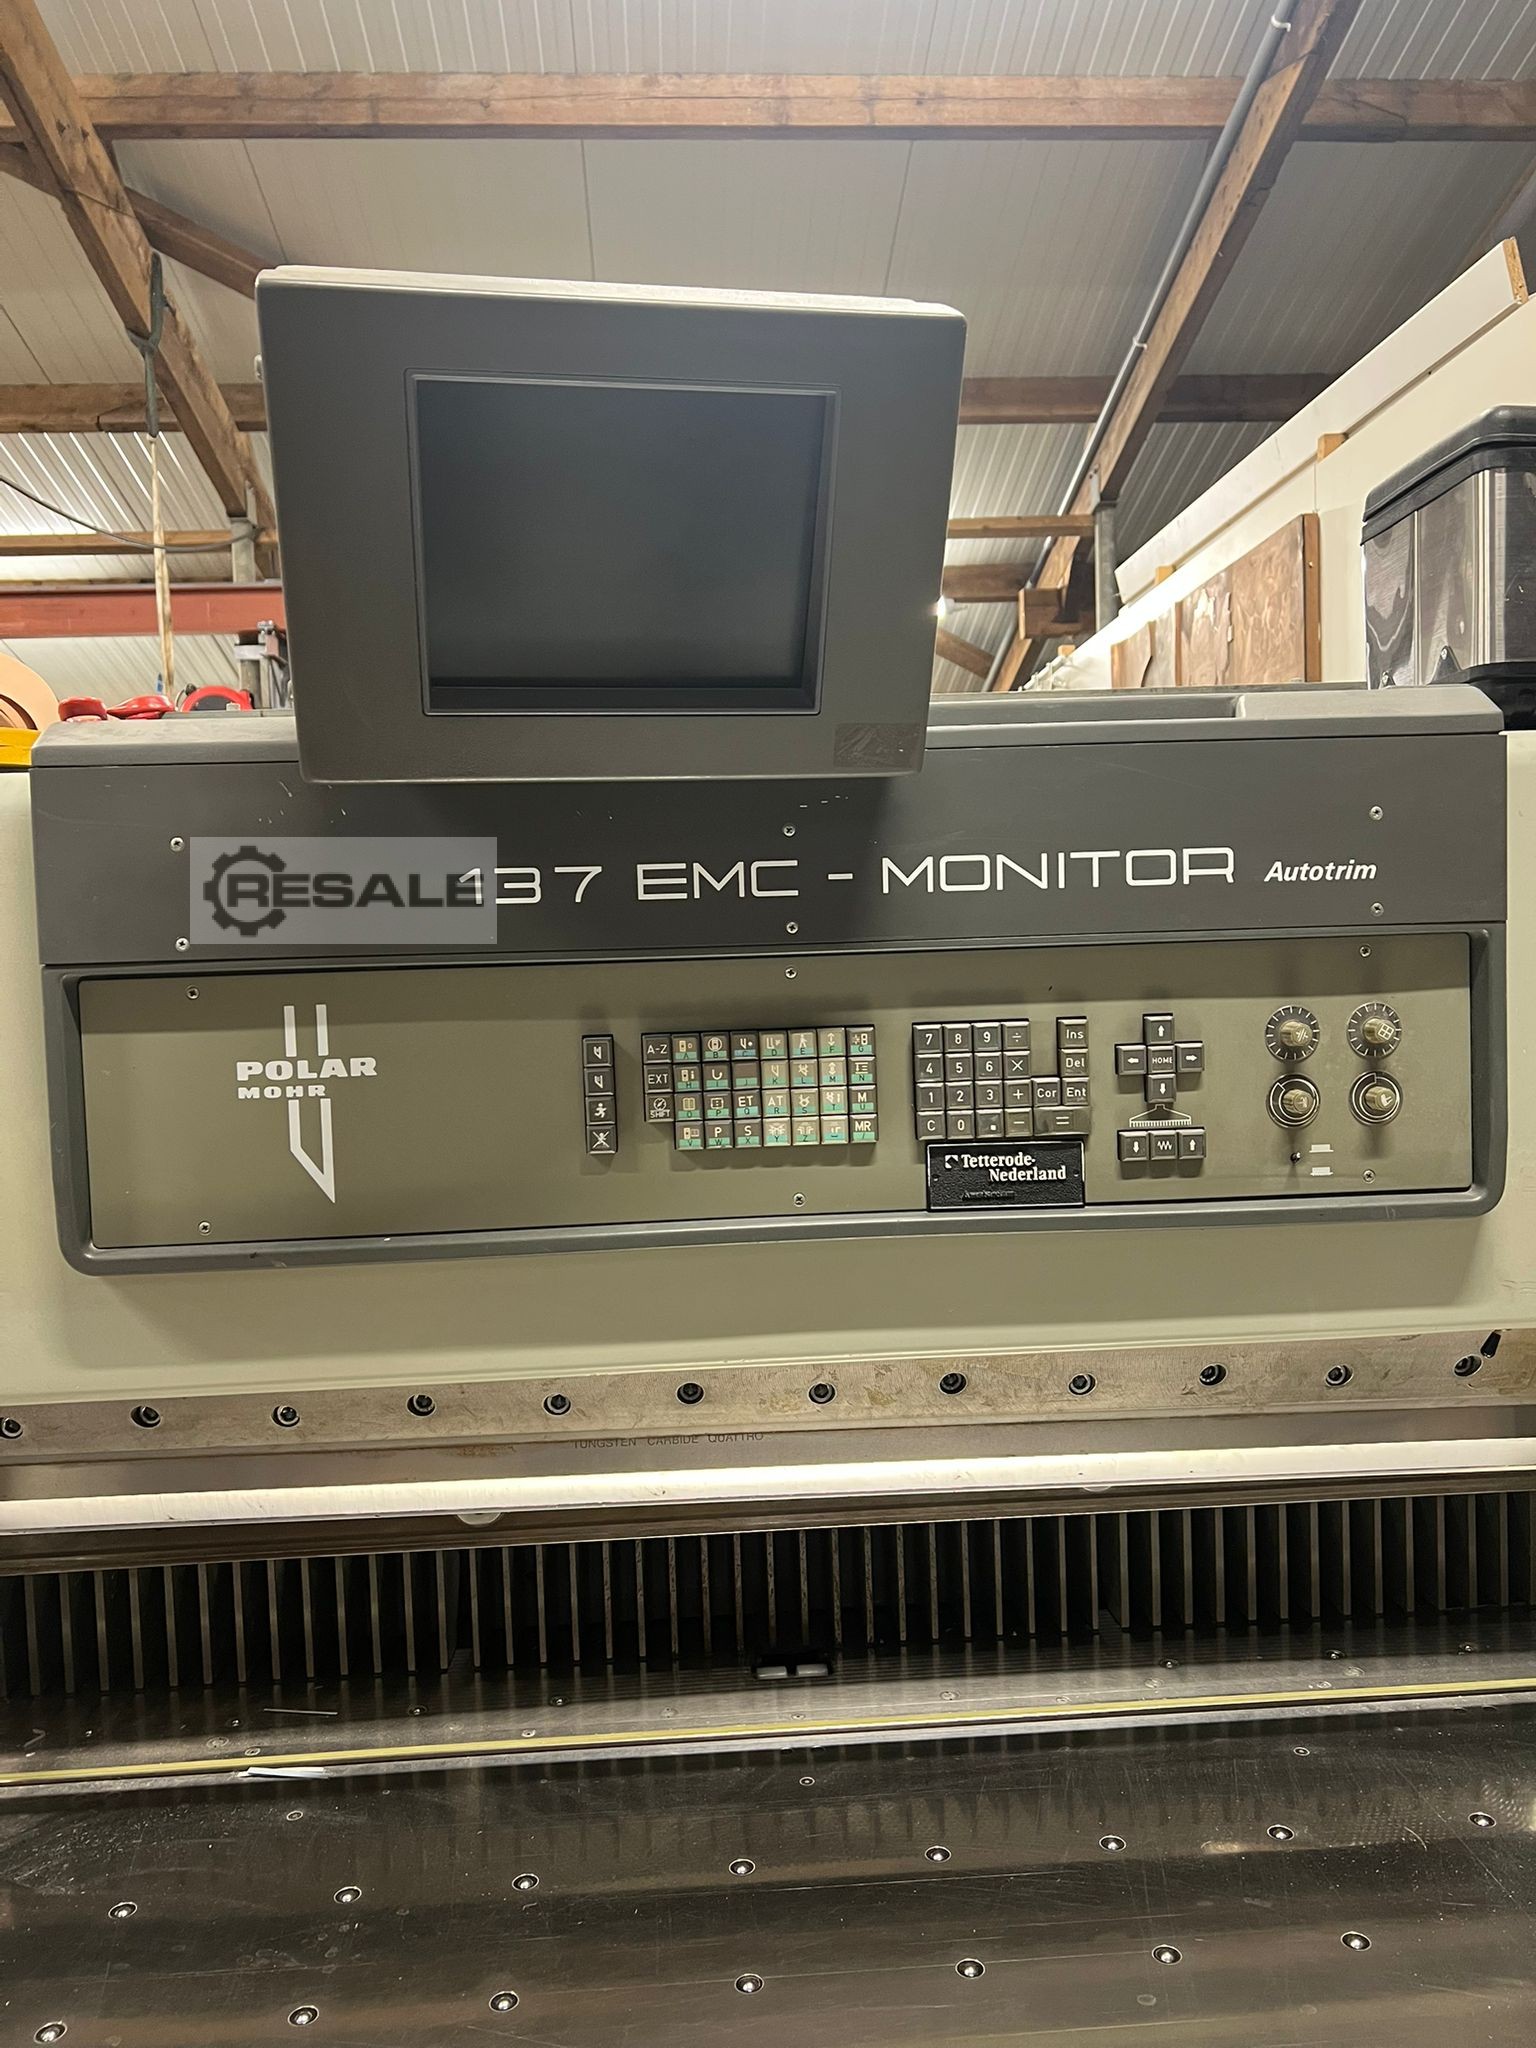 RESALE
137 EMC - MONITOR Autotrim
POLAR
MOHR
A-Z
A B C D E F G
EXT
H I K L M N
SHIFT
O P ET Q AT R S T M U
V P W S X Y Z MR
7 8 9 ÷ Ins
4 5 6 × Del
1 2 3 + Cor Ent
C 0 . - =
HOME
Tetterode-
Nederland
TUNGSTEN CARBIDE QUATTRO